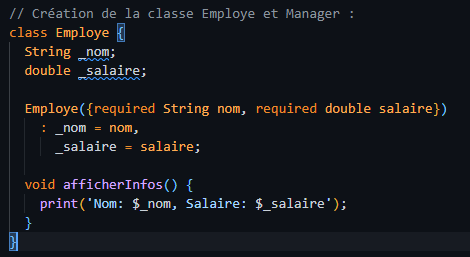 // Création de la classe Employe et Manager :
class Employe {
  String _nom;
  double _salaire;
  Employe({required String nom, required double salaire})
    : _nom = nom,
      _salaire = salaire;
  void afficherInfos() {
    print('Nom: $_nom, Salaire: $_salaire');
  }
}